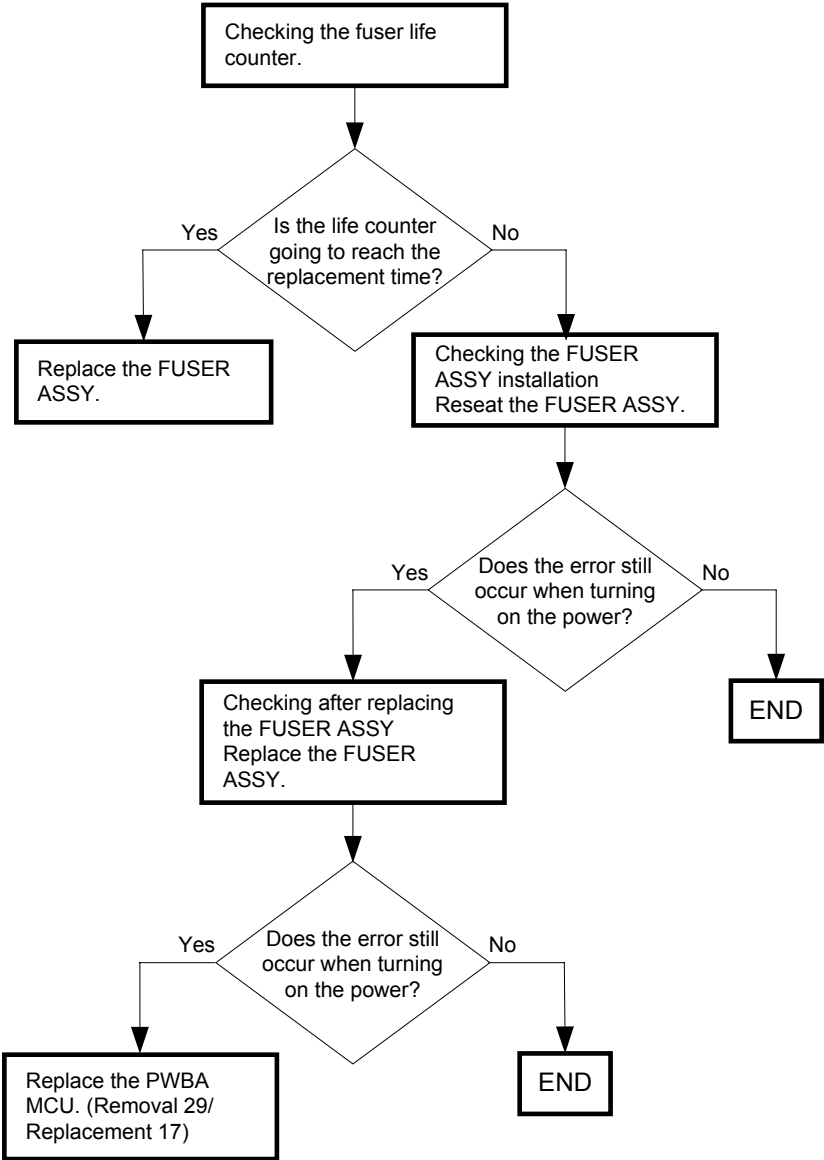 Checking the fuser life
counter.
Is the life counter
going to reach the
replacement time?
Yes
No
Replace the FUSER
ASSY.
Checking the FUSER
ASSY installation
Reseat the FUSER ASSY.
Does the error still
occur when turning
on the power?
Yes
No
Checking after replacing
the FUSER ASSY
Replace the FUSER
ASSY.
END
Does the error still
occur when turning
on the power?
Yes
No
Replace the PWBA
MCU. (Removal 29/
Replacement 17)
END